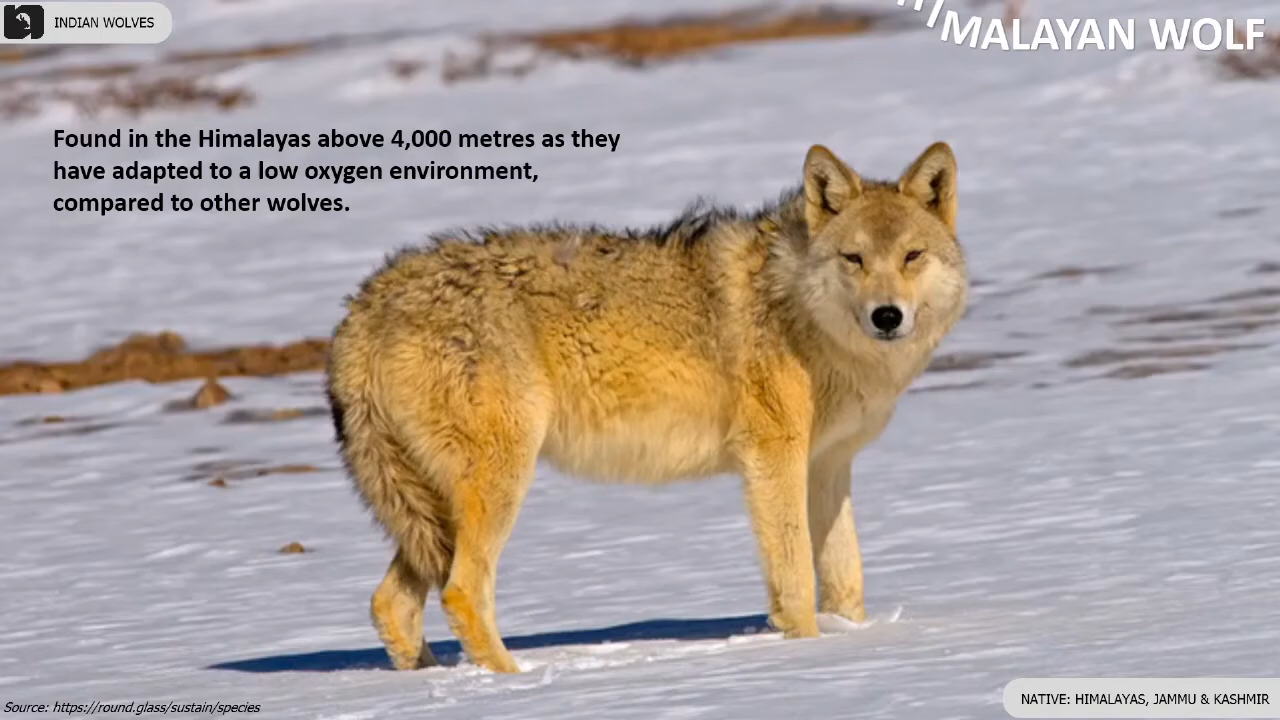 INDIAN WOLVES
HIMALAYAN WOLF
Found in the Himalayas above 4,000 metres as they
have adapted to a low oxygen environment,
compared to other wolves.
Source: https://round.glass/sustain/species
NATIVE: HIMALAYAS, JAMMU & KASHMIR